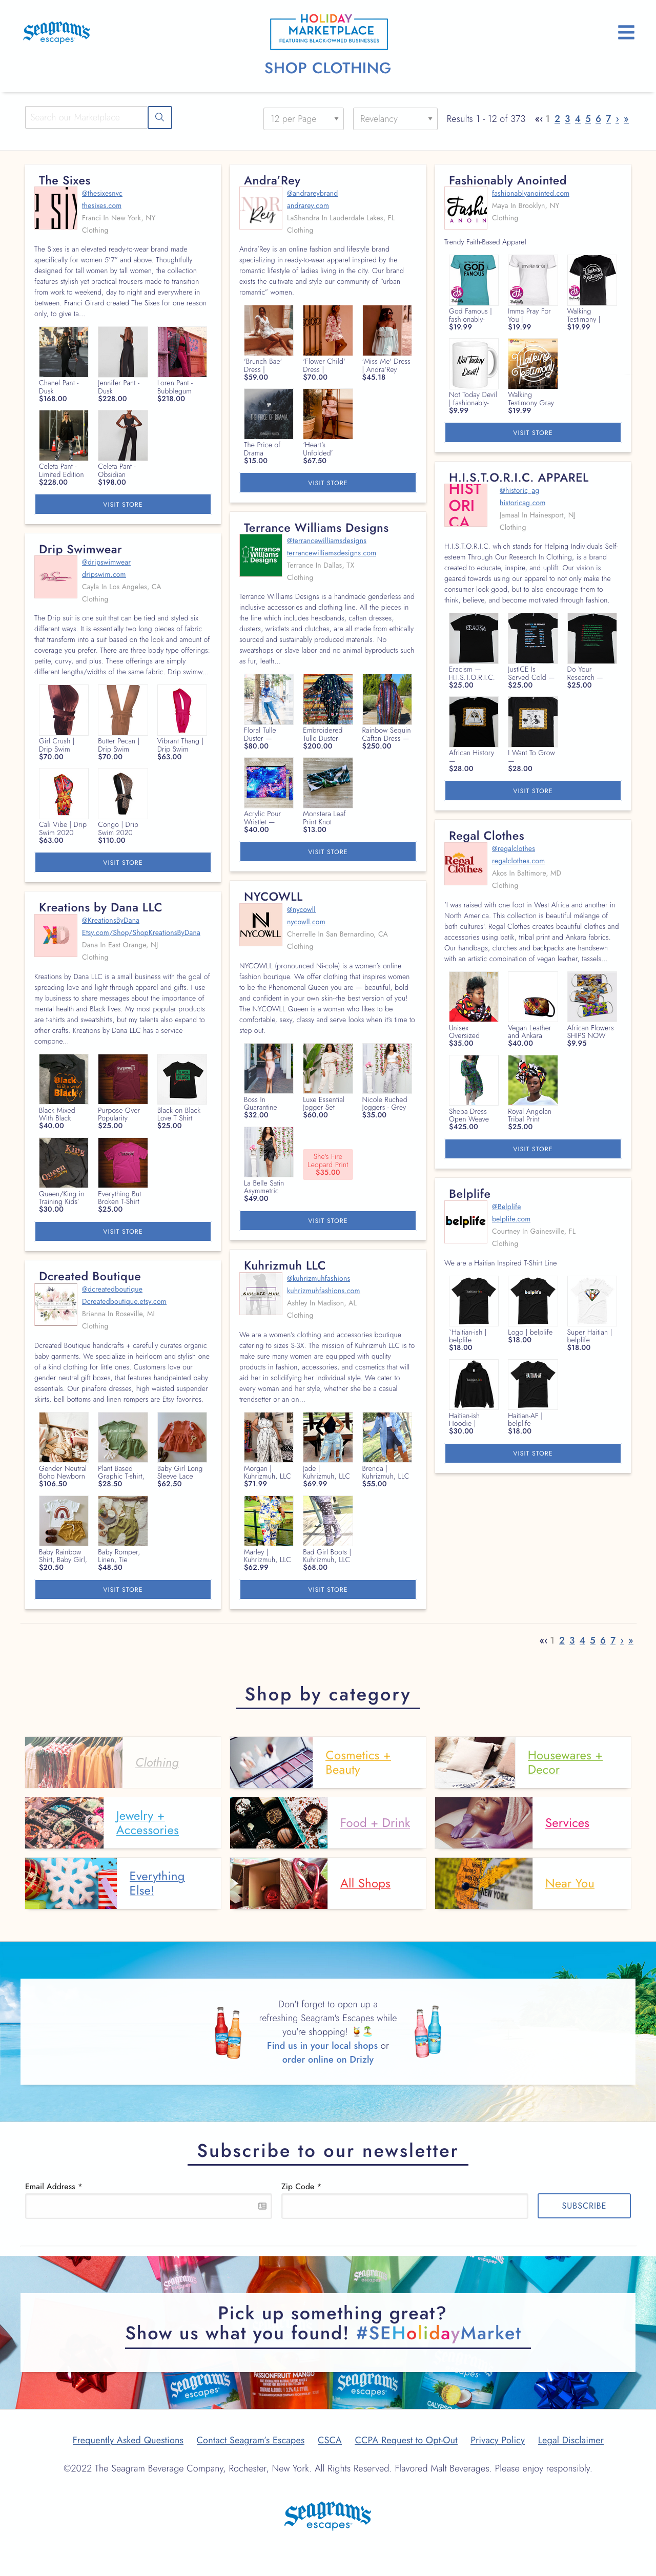 Seagram's
escapes
HOLIDAY
MARKETPLACE
FEATURING BLACK-OWNED BUSINESSES
SHOP CLOTHING
Search our Marketplace
12 per Page
Revelancy
Results 1 - 12 of 373
«‹ 1 2 3 4 5 6 7 › »
The Sixes
@thesixesnyc
thesixes.com
Franci In New York, NY
Clothing
The Sixes is an elevated ready-to-wear brand made
specifically for women 5'7" and above. Thoughtfully
designed for tall women by tall women, the collection
features stylish yet practical trousers made to transition
from work to weekend, day to night and everywhere in
between. Franci Girard created The Sixes for one reason
only, to give ta...
Chanel Pant -
Dusk
$168.00
Jennifer Pant -
Dusk
$228.00
Loren Pant -
Bubblegum
$218.00
Celeta Pant -
Limited Edition
$228.00
Celeta Pant -
Obsidian
$198.00
VISIT STORE
Drip Swimwear
@dripswimwear
dripswim.com
Cayla In Los Angeles, CA
Clothing
The Drip suit is one suit that can be tied and styled six
different ways. It is essentially two long pieces of fabric
that transform into a suit based on the look and amount of
coverage you prefer. There are three body type offerings:
petite, curvy, and plus. These offerings are simply
different lengths/widths of the same fabric. Drip swimw...
Girl Crush |
Drip Swim
$70.00
Butter Pecan |
Drip Swim
$70.00
Vibrant Thang |
Drip Swim
$63.00
Cali Vibe | Drip
Swim 2020
$63.00
Congo | Drip
Swim 2020
$110.00
VISIT STORE
Kreations by Dana LLC
@KreationsByDana
Etsy.com/Shop/ShopKreationsByDana
Dana In East Orange, NJ
Clothing
Kreations by Dana LLC is a small business with the goal of
spreading love and light through apparel and gifts. I use
my business to share messages about the importance of
mental health and Black lives. My most popular products
are t-shirts and sweatshirts, but my talents also expand to
other crafts. Kreations by Dana LLC has a service
compone...
Black Mixed
With Black
$40.00
Purpose Over
Popularity
$25.00
Black on Black
Love T Shirt
$25.00
Queen/King in
Training Kids'
$30.00
Everything But
Broken T-Shirt
$25.00
VISIT STORE
Dcreated Boutique
@dcreatedboutique
Dcreatedboutique.etsy.com
Brianna In Roseville, MI
Clothing
Dcreated Boutique handcrafts + carefully curates organic
baby garments. We specialize in heirloom and stylish one
of a kind clothing for little ones. Customers love our
gender neutral gift boxes, that features handpainted baby
essentials. Our pinafore dresses, high waisted suspender
skirts, bell bottoms and linen rompers are Etsy favorites.
Gender Neutral
Boho Newborn
$106.50
Plant Based
Graphic T-shirt,
$28.50
Baby Girl Long
Sleeve Lace
$62.50
Baby Rainbow
Shirt, Baby Girl,
$20.50
Baby Romper,
Linen, Tie
$48.50
VISIT STORE
Andra'Rey
@andrareybrand
andrarey.com
LaShandra In Lauderdale Lakes, FL
Clothing
Andra'Rey is an online fashion and lifestyle brand
specializing in ready-to-wear apparel inspired by the
romantic lifestyle of ladies living in the city. Our brand
exists the cultivate and style our community of "urban
romantic" women.
'Brunch Bae'
Dress |
$59.00
'Flower Child'
Dress |
$70.00
'Miss Me' Dress
| Andra'Rey
$45.18
The Price of
Drama
$15.00
'Heart's
Unfolded'
$67.50
VISIT STORE
Terrance Williams Designs
@terrancewilliamsdesigns
terrancewilliamsdesigns.com
Terrance In Dallas, TX
Clothing
Terrance Williams Designs is a handmade genderless and
inclusive accessories and clothing line. All the pieces in
the line which includes headbands, caftan dresses,
dusters, wristlets and clutches, are all made from ethically
sourced and sustainably produced materials. No
sweatshops or slave labor and no animal byproducts such
as fur, leath...
Floral Tulle
Duster —
$80.00
Embroidered
Tulle Duster-
$200.00
Rainbow Sequin
Caftan Dress —
$250.00
Acrylic Pour
Wristlet —
$40.00
Monstera Leaf
Print Knot
$13.00
VISIT STORE
NYCOWLL
@nycowll
nycowll.com
Cherrelle In San Bernardino, CA
Clothing
NYCOWLL (pronounced Ni-cole) is a women's online
fashion boutique. We offer clothing that inspires women
to be the Phenomenal Queen you are — beautiful, bold
and confident in your own skin-the best version of you!
The NYCOWLL Queen is a woman who likes to be
comfortable, sexy, classy and serve looks when it's time to
step out.
Boss In
Quarantine
$32.00
Luxe Essential
Jogger Set
$60.00
Nicole Ruched
Joggers - Grey
$35.00
La Belle Satin
Asymmetric
$49.00
She's Fire
Leopard Print
$35.00
VISIT STORE
Kuhrizmuh LLC
@kuhrizmuhfashions
kuhrizmuhfashions.com
Ashley In Madison, AL
Clothing
We are a women's clothing and accessories boutique
catering to sizes S-3X. The mission of Kuhrizmuh LLC is to
make sure many women are equipped with quality
products in fashion, accessories, and cosmetics that will
aid her in solidifying her individual style. We cater to
every woman and her style, whether she be a casual
trendsetter or an on...
Morgan |
Kuhrizmuh, LLC
$71.99
Jade |
Kuhrizmuh, LLC
$69.99
Brenda |
Kuhrizmuh, LLC
$55.00
Marley |
Kuhrizmuh, LLC
$62.99
Bad Girl Boots |
Kuhrizmuh, LLC
$68.00
VISIT STORE
Fashionably Anointed
fashionablyanointed.com
Maya In Brooklyn, NY
Clothing
Trendy Faith-Based Apparel
God Famous |
fashionably-
$19.99
Imma Pray For
You |
$19.99
Walking
Testimony |
$19.99
Not Today Devil
| fashionably-
$9.99
Walking
Testimony Gray
$19.99
VISIT STORE
H.I.S.T.O.R.I.C. APPAREL
@historic_ag
historicag.com
Jamaal In Hainesport, NJ
Clothing
H.I.S.T.O.R.I.C. which stands for Helping Individuals Self-
esteem Through Our Research In Clothing, is a brand
created to educate, inspire, and uplift. Our vision is
geared towards using our apparel to not only make the
consumer look good, but to also encourage them to
think, believe, and become motivated through fashion.
Eracism —
H.I.S.T.O.R.I.C.
$25.00
JustICE Is
Served Cold —
$25.00
Do Your
Research —
$25.00
African History
—
$28.00
I Want To Grow
—
$28.00
VISIT STORE
Regal Clothes
@regalclothes
regalclothes.com
Akos In Baltimore, MD
Clothing
'I was raised with one foot in West Africa and another in
North America. This collection is beautiful mélange of
both cultures'. Regal Clothes creates beautiful clothes and
accessories using batik, tribal print and Ankara fabrics.
Our handbags, clutches and backpacks are handsewn
with an artistic combination of vegan leather, tassels...
Unisex
Oversized
$35.00
Vegan Leather
and Ankara
$40.00
African Flowers
SHIPS NOW
$9.95
Sheba Dress
Open Weave
$425.00
Royal Angolan
Tribal Print
$25.00
VISIT STORE
Belplife
@Belplife
belplife.com
Courtney In Gainesville, FL
Clothing
We are a Haitian Inspired T-Shirt Line
`Haitian-ish |
belplife
$18.00
Logo | belplife
$18.00
Super Haitian |
belplife
$18.00
Haitian-ish
Hoodie |
$30.00
Haitian-AF |
belplife
$18.00
VISIT STORE
«‹ 1 2 3 4 5 6 7 › »
Shop by category
Clothing
Cosmetics +
Beauty
Housewares +
Decor
Jewelry +
Accessories
Food + Drink
Services
Everything
Else!
All Shops
Near You
Don't forget to open up a
refreshing Seagram's Escapes while
you're shopping! 🍹🏝️
Find us in your local shops or
order online on Drizly
Subscribe to our newsletter
Email Address *
Zip Code *
SUBSCRIBE
Pick up something great?
Show us what you found! #SEHolidayMarket
Frequently Asked Questions
Contact Seagram's Escapes
CSCA
CCPA Request to Opt-Out
Privacy Policy
Legal Disclaimer
©2022 The Seagram Beverage Company, Rochester, New York. All Rights Reserved. Flavored Malt Beverages. Please enjoy responsibly.
Seagram's
escapes